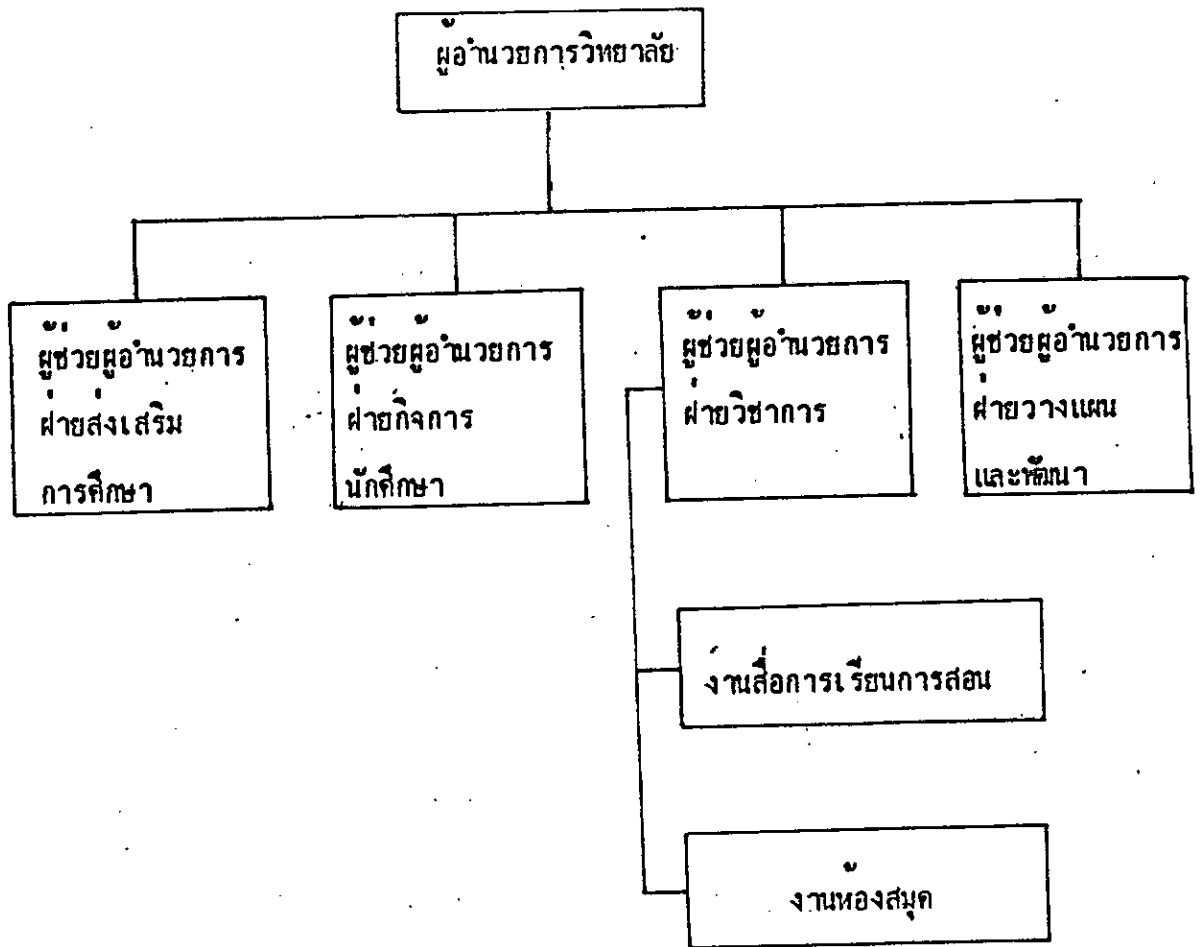 ผู้อำนวยการวิทยาลัย
ผู้ช่วยผู้อำนวยการ
ฝ่ายส่งเสริม
การศึกษา
ผู้ช่วยผู้อำนวยการ
ฝ่ายกิจการ
นักศึกษา
ผู้ช่วยผู้อำนวยการ
ฝ่ายวิชาการ
ผู้ช่วยผู้อำนวยการ
ฝ่ายวางแผน
และพัฒนา
งานสื่อการเรียนการสอน
งานห้องสมุด